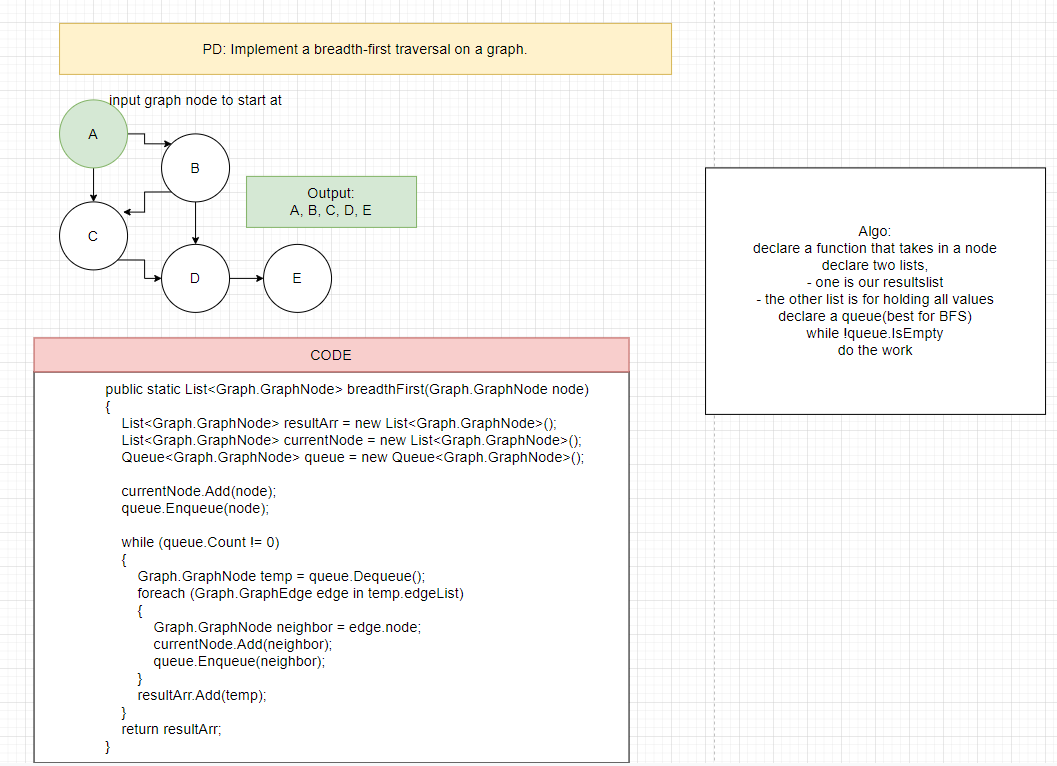 PD: Implement a breadth-first traversal on a graph.
input graph node to start at
A
B
C
D
E
Output:
A, B, C, D, E
Algo:
declare a function that takes in a node
declare two lists,
- one is our resultslist
- the other list is for holding all values
declare a queue(best for BFS)
while !queue.IsEmpty
do the work
CODE
public static List<Graph.GraphNode> breadthFirst(Graph.GraphNode node)
{
List<Graph.GraphNode> resultArr = new List<Graph.GraphNode>();
List<Graph.GraphNode> currentNode = new List<Graph.GraphNode>();
Queue<Graph.GraphNode> queue = new Queue<Graph.GraphNode>();
currentNode.Add(node);
queue.Enqueue(node);
while (queue.Count != 0)
{
Graph.GraphNode temp = queue.Dequeue();
foreach (Graph.GraphEdge edge in temp.edgeList)
{
Graph.GraphNode neighbor = edge.node;
currentNode.Add(neighbor);
queue.Enqueue(neighbor);
}
resultArr.Add(temp);
}
return resultArr;
}